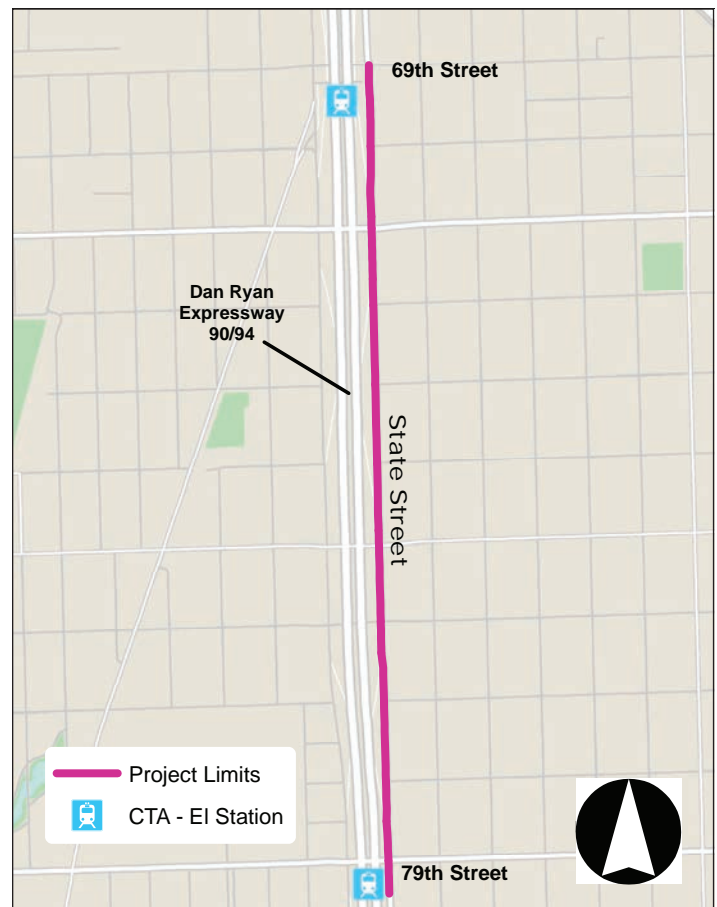 69th Street
Dan Ryan
Expressway
90/94
State Street
Project Limits
CTA - El Station
79th Street